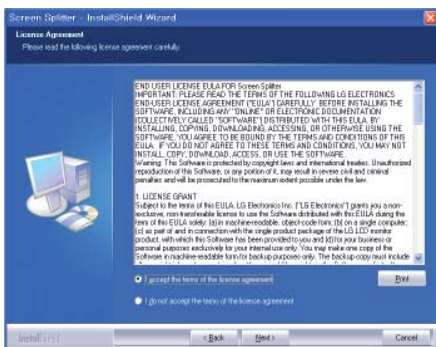 Screen Splitter - InstallShield Wizard
License Agreement
Please read the following license agreement carefully.
END USER LICENSE EULA FOR Screen Splitter
IMPORTANT: PLEASE READ THE TERMS OF THE FOLLOWING LG ELECTRONICS
END-USER LICENSE AGREEMENT ("EULA") CAREFULLY BEFORE INSTALLING THE
SOFTWARE, INCLUDING ANY "ONLINE" OR ELECTRONIC DOCUMENTATION
(COLLECTIVELY CALLED "SOFTWARE") DISTRIBUTED WITH THIS EULA. BY
INSTALLING, COPYING, DOWNLOADING, ACCESSING, OR OTHERWISE USING THE
SOFTWARE, YOU AGREE TO BE BOUND BY THE TERMS AND CONDITIONS OF THIS
EULA. IF YOU DO NOT AGREE TO THESE TERMS AND CONDITIONS, YOU MAY NOT
INSTALL, COPY, DOWNLOAD, ACCESS, OR USE THE SOFTWARE.
Warning: This Software is protected by copyright laws and international treaties. Unauthorized
reproduction of this Software, or any portion of it, may result in severe civil and criminal
penalties and will be prosecuted to the maximum extent possible under the law.
1. LICENSE GRANT
Subject to the terms of this EULA, LG Electronics Inc. ("LG Electronics") grants you a non-
exclusive, non-transferable license to use the Software distributed with this EULA during the
term of this EULA solely: (a) in machine-readable, object-code form; (b) on a single computer;
(c) as part of and in connection with the single product package of the LG LCD monitor
product, with which this Software has been provided to you and (d) for your business or
personal purposes exclusively for your internal use only. You may make one copy of the
Software in machine-readable form for backup purposes only. The backup copy must include
I accept the terms of the license agreement
Print
I do not accept the terms of the license agreement
InstallShield
< Back
Next >
Cancel